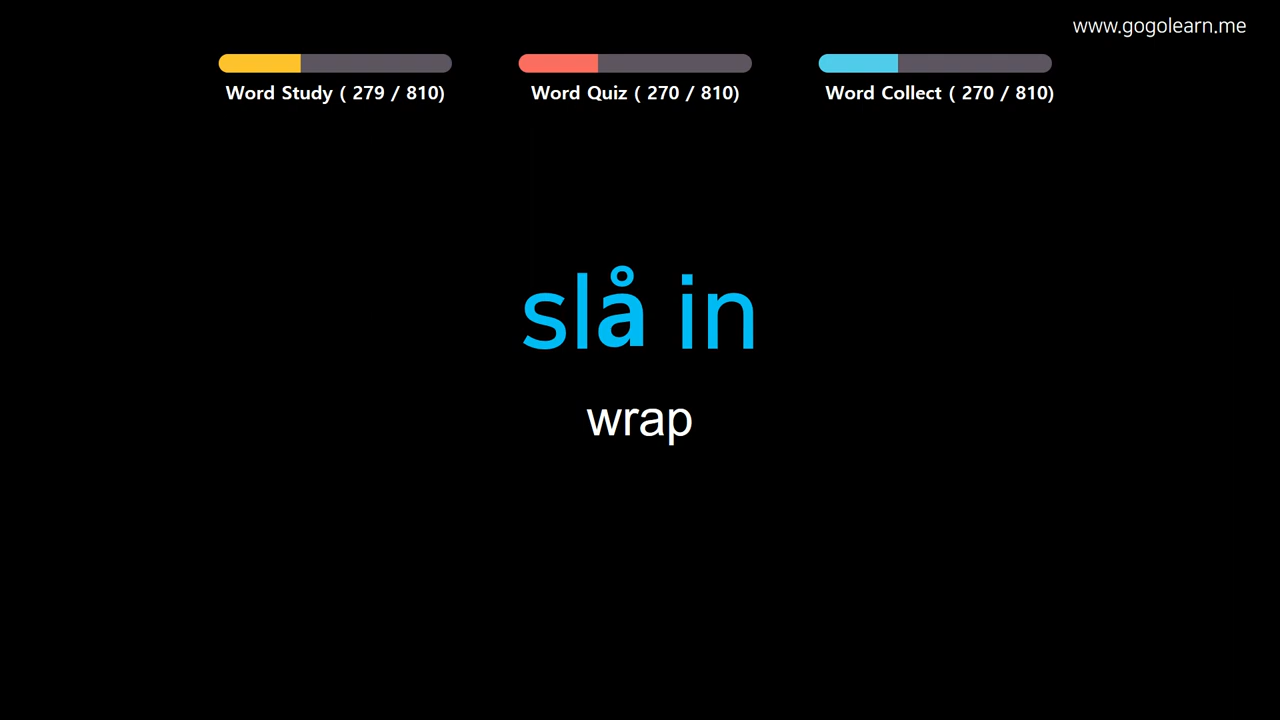 www.gogolearn.me
Word Study ( 279 / 810)
Word Quiz ( 270 / 810)
Word Collect ( 270 / 810)
slå in
wrap